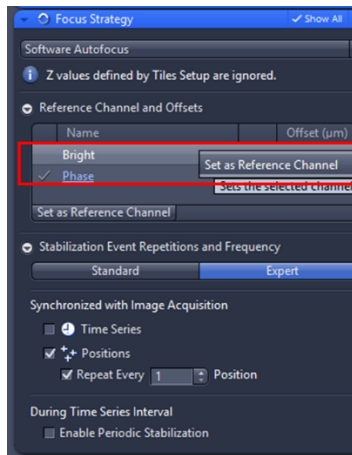 Focus Strategy
✓ Show All
Software Autofocus
Z values defined by Tiles Setup are ignored.
Reference Channel and Offsets
Name Offset (µm)
Bright
Set as Reference Channel
Phase
Sets the selected channel
Set as Reference Channel
Stabilization Event Repetitions and Frequency
Standard Expert
Synchronized with Image Acquisition
Time Series
Positions
Repeat Every 1 Position
During Time Series Interval
Enable Periodic Stabilization